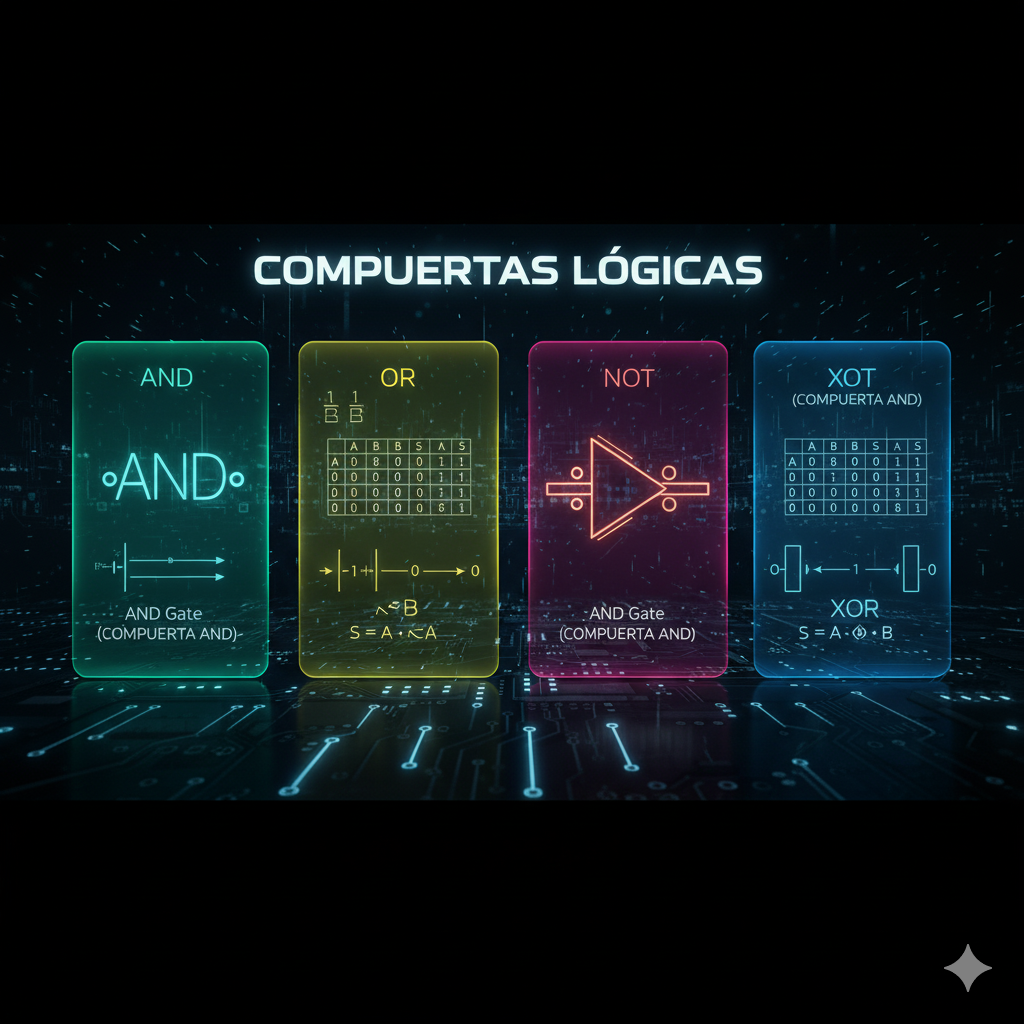 COMPUERTAS LÓGICAS
AND
AND
B
AND Gate
(COMPUERTA AND)
OR
1 1
B B
A B B S A S
A 0 8 0 0 1 1
0 0 0 0 0 1 1
0 0 0 0 0 1
0 0 0 0 0 8 1
1 0 0
B
S = A · A
NOT
AND Gate
(COMPUERTA AND)
XOT
(COMPUERTA AND)
A B B S A S
A 0 8 0 0 1 1
0 0 1 0 0 1 1
0 0 0 0 0 3 1
0 0 0 0 0 8 1
0 1 0
XOR
S = A · B